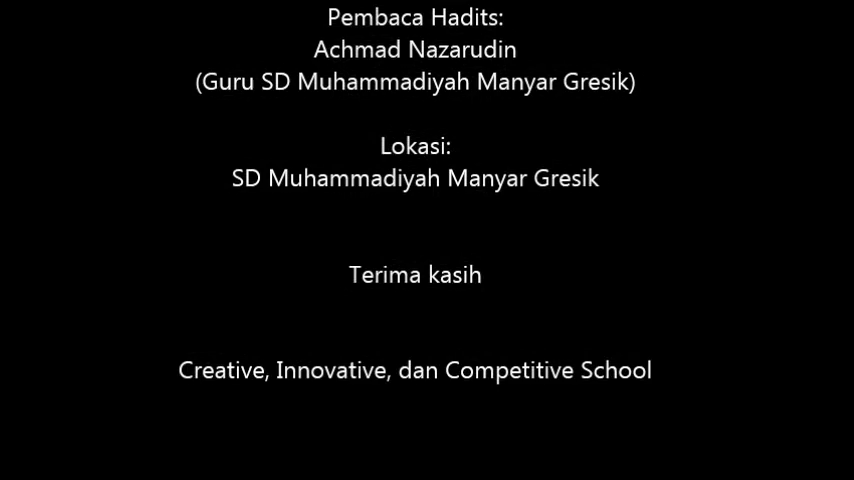 Pembaca Hadits:
Achmad Nazarudin
(Guru SD Muhammadiyah Manyar Gresik)
Lokasi:
SD Muhammadiyah Manyar Gresik
Terima kasih
Creative, Innovative, dan Competitive School